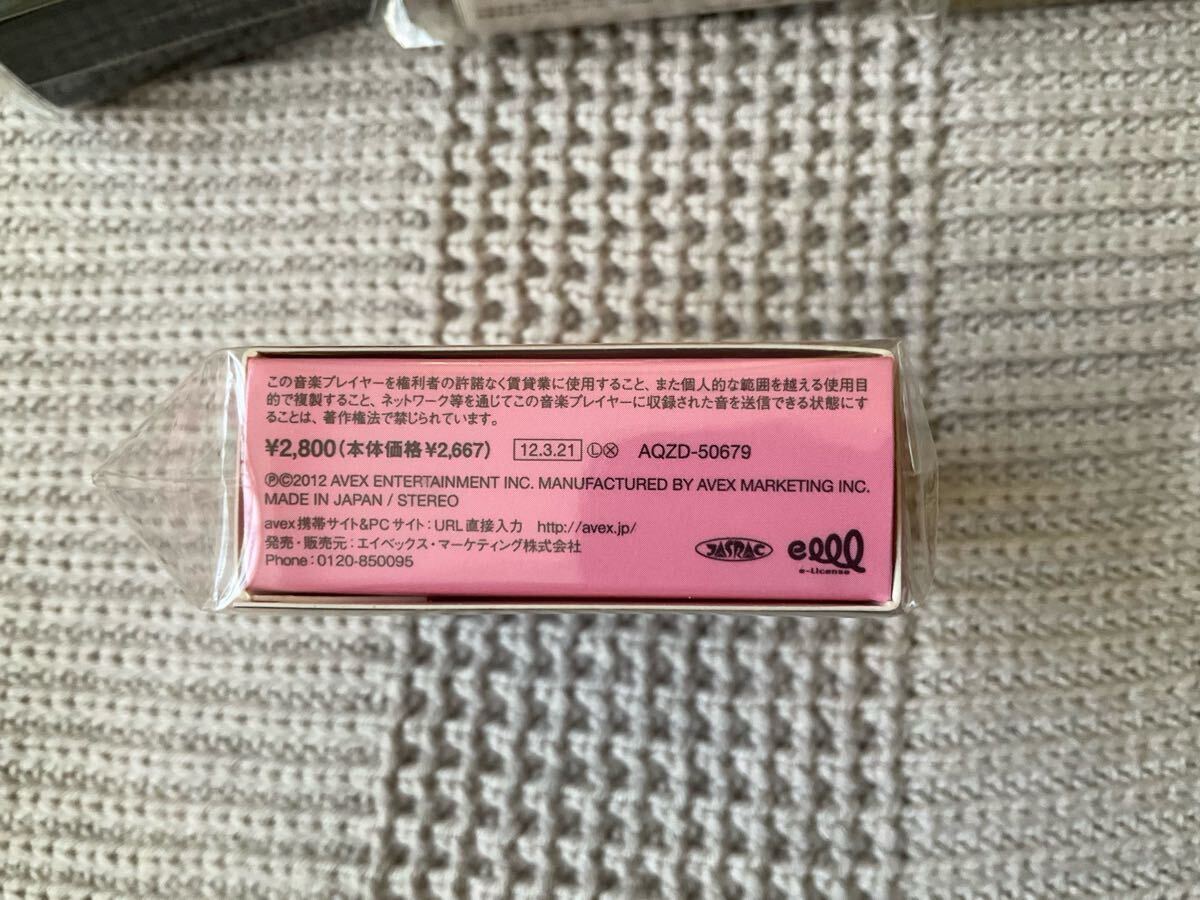 この音楽プレイヤーを権利者の許諾なく賃貸業に使用すること、また個人的な範囲を越える使用目
的で複製すること、ネットワーク等を通じてこの音楽プレイヤーに収録された音を送信できる状態にす
ることは、著作権法で禁じられています。
¥2,800(本体価格¥2,667) 12.3.21 Ⓛⓧ AQZD-50679
℗©2012 AVEX ENTERTAINMENT INC. MANUFACTURED BY AVEX MARKETING INC.
MADE IN JAPAN / STEREO
avex携帯サイト&PCサイト:URL直接入力 http://avex.jp/
発売・販売元:エイベックス・マーケティング株式会社
Phone:0120-850095
JASRAC
e-License